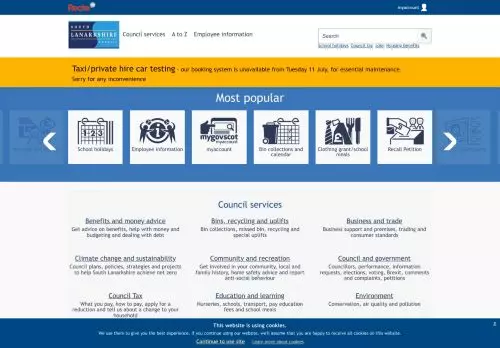 Recite
myaccount
SOUTH
LANARKSHIRE
COUNCIL
Council services A to Z Employee information
Search
School holidays Council tax Jobs Housing benefits
Taxi/private hire car testing - our booking system is unavailable from Tuesday 11 July, for essential maintenance.
Sorry for any inconvenience
Most popular
mygovscot
myaccount
School holidays
Employee information
myaccount
Bin collections and calendar
Clothing grant/school meals
Recall Petition
Council services
Benefits and money advice
Get advice on benefits, help with money and budgeting and dealing with debt
Bins, recycling and uplifts
Bin collections, missed bin, recycling and special uplifts
Business and trade
Business support and premises, trading and consumer standards
Climate change and sustainability
Council plans, policies, strategies and projects to help South Lanarkshire achieve net zero
Community and recreation
Get involved in your community, local and family history, home safety advice and report anti-social behaviour
Council and government
Councillors, performance, information requests, elections, voting, Brexit, comments and complaints, petitions
Council Tax
What you pay, how to pay, apply for a reduction and tell us about a change to your household
Education and learning
Nurseries, schools, transport, pay education fees and school meals
Environment
Conservation, air quality and pollution
This website is using cookies.
We use them to give you the best experience. If you continue using our website, we'll assume that you are happy to receive all cookies on this website.
Continue to use site Learn more about cookies
x